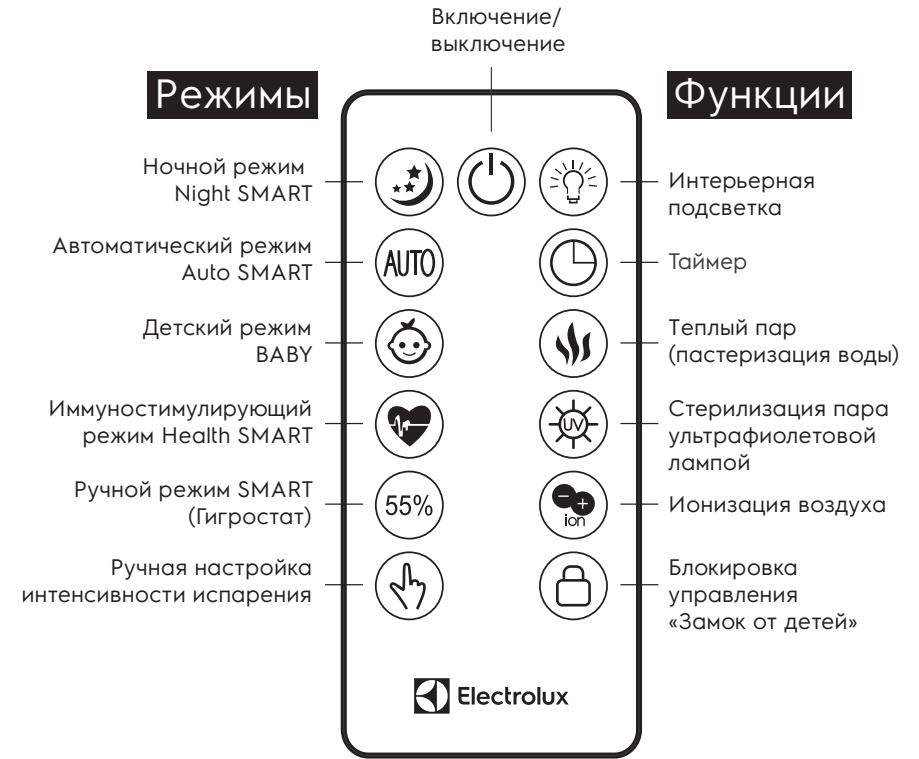 Включение/
выключение
Режимы
Функции
Ночной режим
Night SMART
Интерьерная
подсветка
Автоматический режим
Auto SMART
AUTO
Таймер
Детский режим
BABY
Теплый пар
(пастеризация воды)
Иммуностимулирующий
режим Health SMART
UV
Стерилизация пара
ультрафиолетовой
лампой
Ручной режим SMART
(Гигростат)
55%
ion
Ионизация воздуха
Ручная настройка
интенсивности испарения
Блокировка
управления
«Замок от детей»
Electrolux